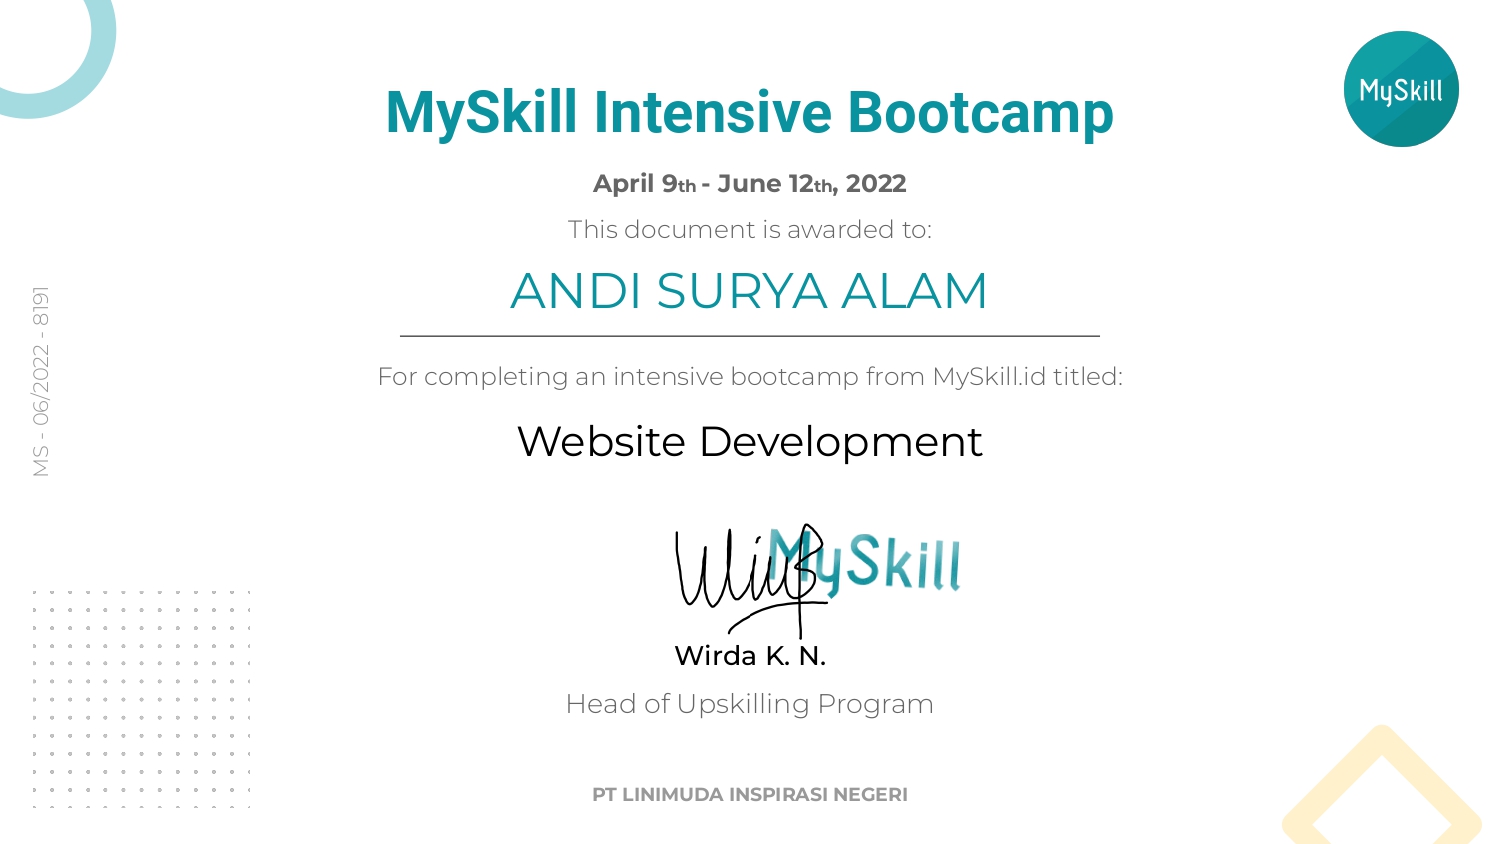 MySkill
MySkill Intensive Bootcamp
April 9th - June 12th, 2022
This document is awarded to:
ANDI SURYA ALAM
For completing an intensive bootcamp from MySkill.id titled:
Website Development
MS - 06/2022 - 8191
MySkill
Wirda K. N.
Head of Upskilling Program
PT LINIMUDA INSPIRASI NEGERI